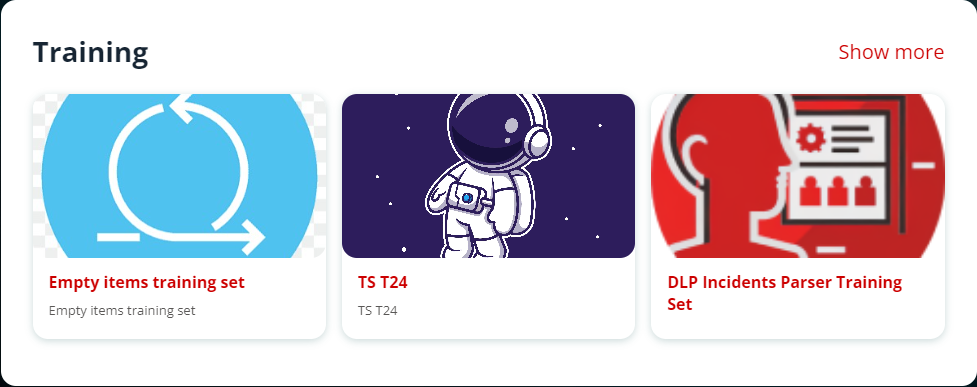 Training
Show more
Empty items training set
Empty items training set
TS T24
TS T24
DLP Incidents Parser Training
Set